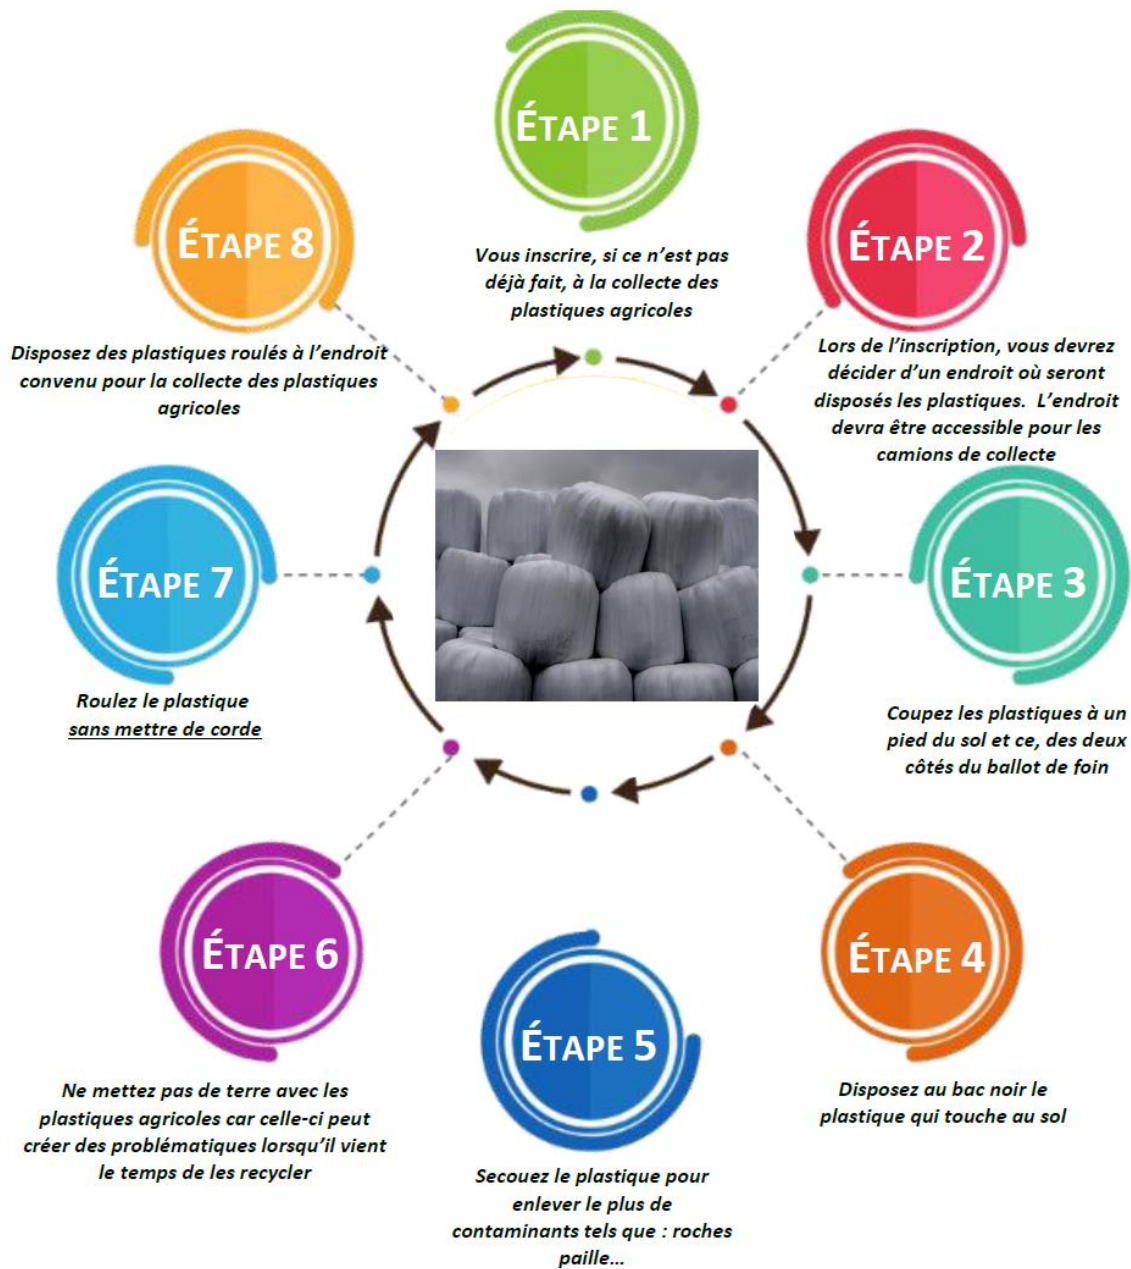 ÉTAPE 1
Vous inscrire, si ce n'est pas
déjà fait, à la collecte des
plastiques agricoles
ÉTAPE 2
Lors de l'inscription, vous devrez
décider d'un endroit où seront
disposés les plastiques. L'endroit
devra être accessible pour les
camions de collecte
ÉTAPE 3
Coupez les plastiques à un
pied du sol et ce, des deux
côtés du ballot de foin
ÉTAPE 4
Disposez au bac noir le
plastique qui touche au sol
ÉTAPE 5
Secouez le plastique pour
enlever le plus de
contaminants tels que : roches
paille...
ÉTAPE 6
Ne mettez pas de terre avec les
plastiques agricoles car celle-ci peut
créer des problématiques lorsqu'il vient
le temps de les recycler
ÉTAPE 7
Roulez le plastique
sans mettre de corde
ÉTAPE 8
Disposez des plastiques roulés à l'endroit
convenu pour la collecte des plastiques
agricoles